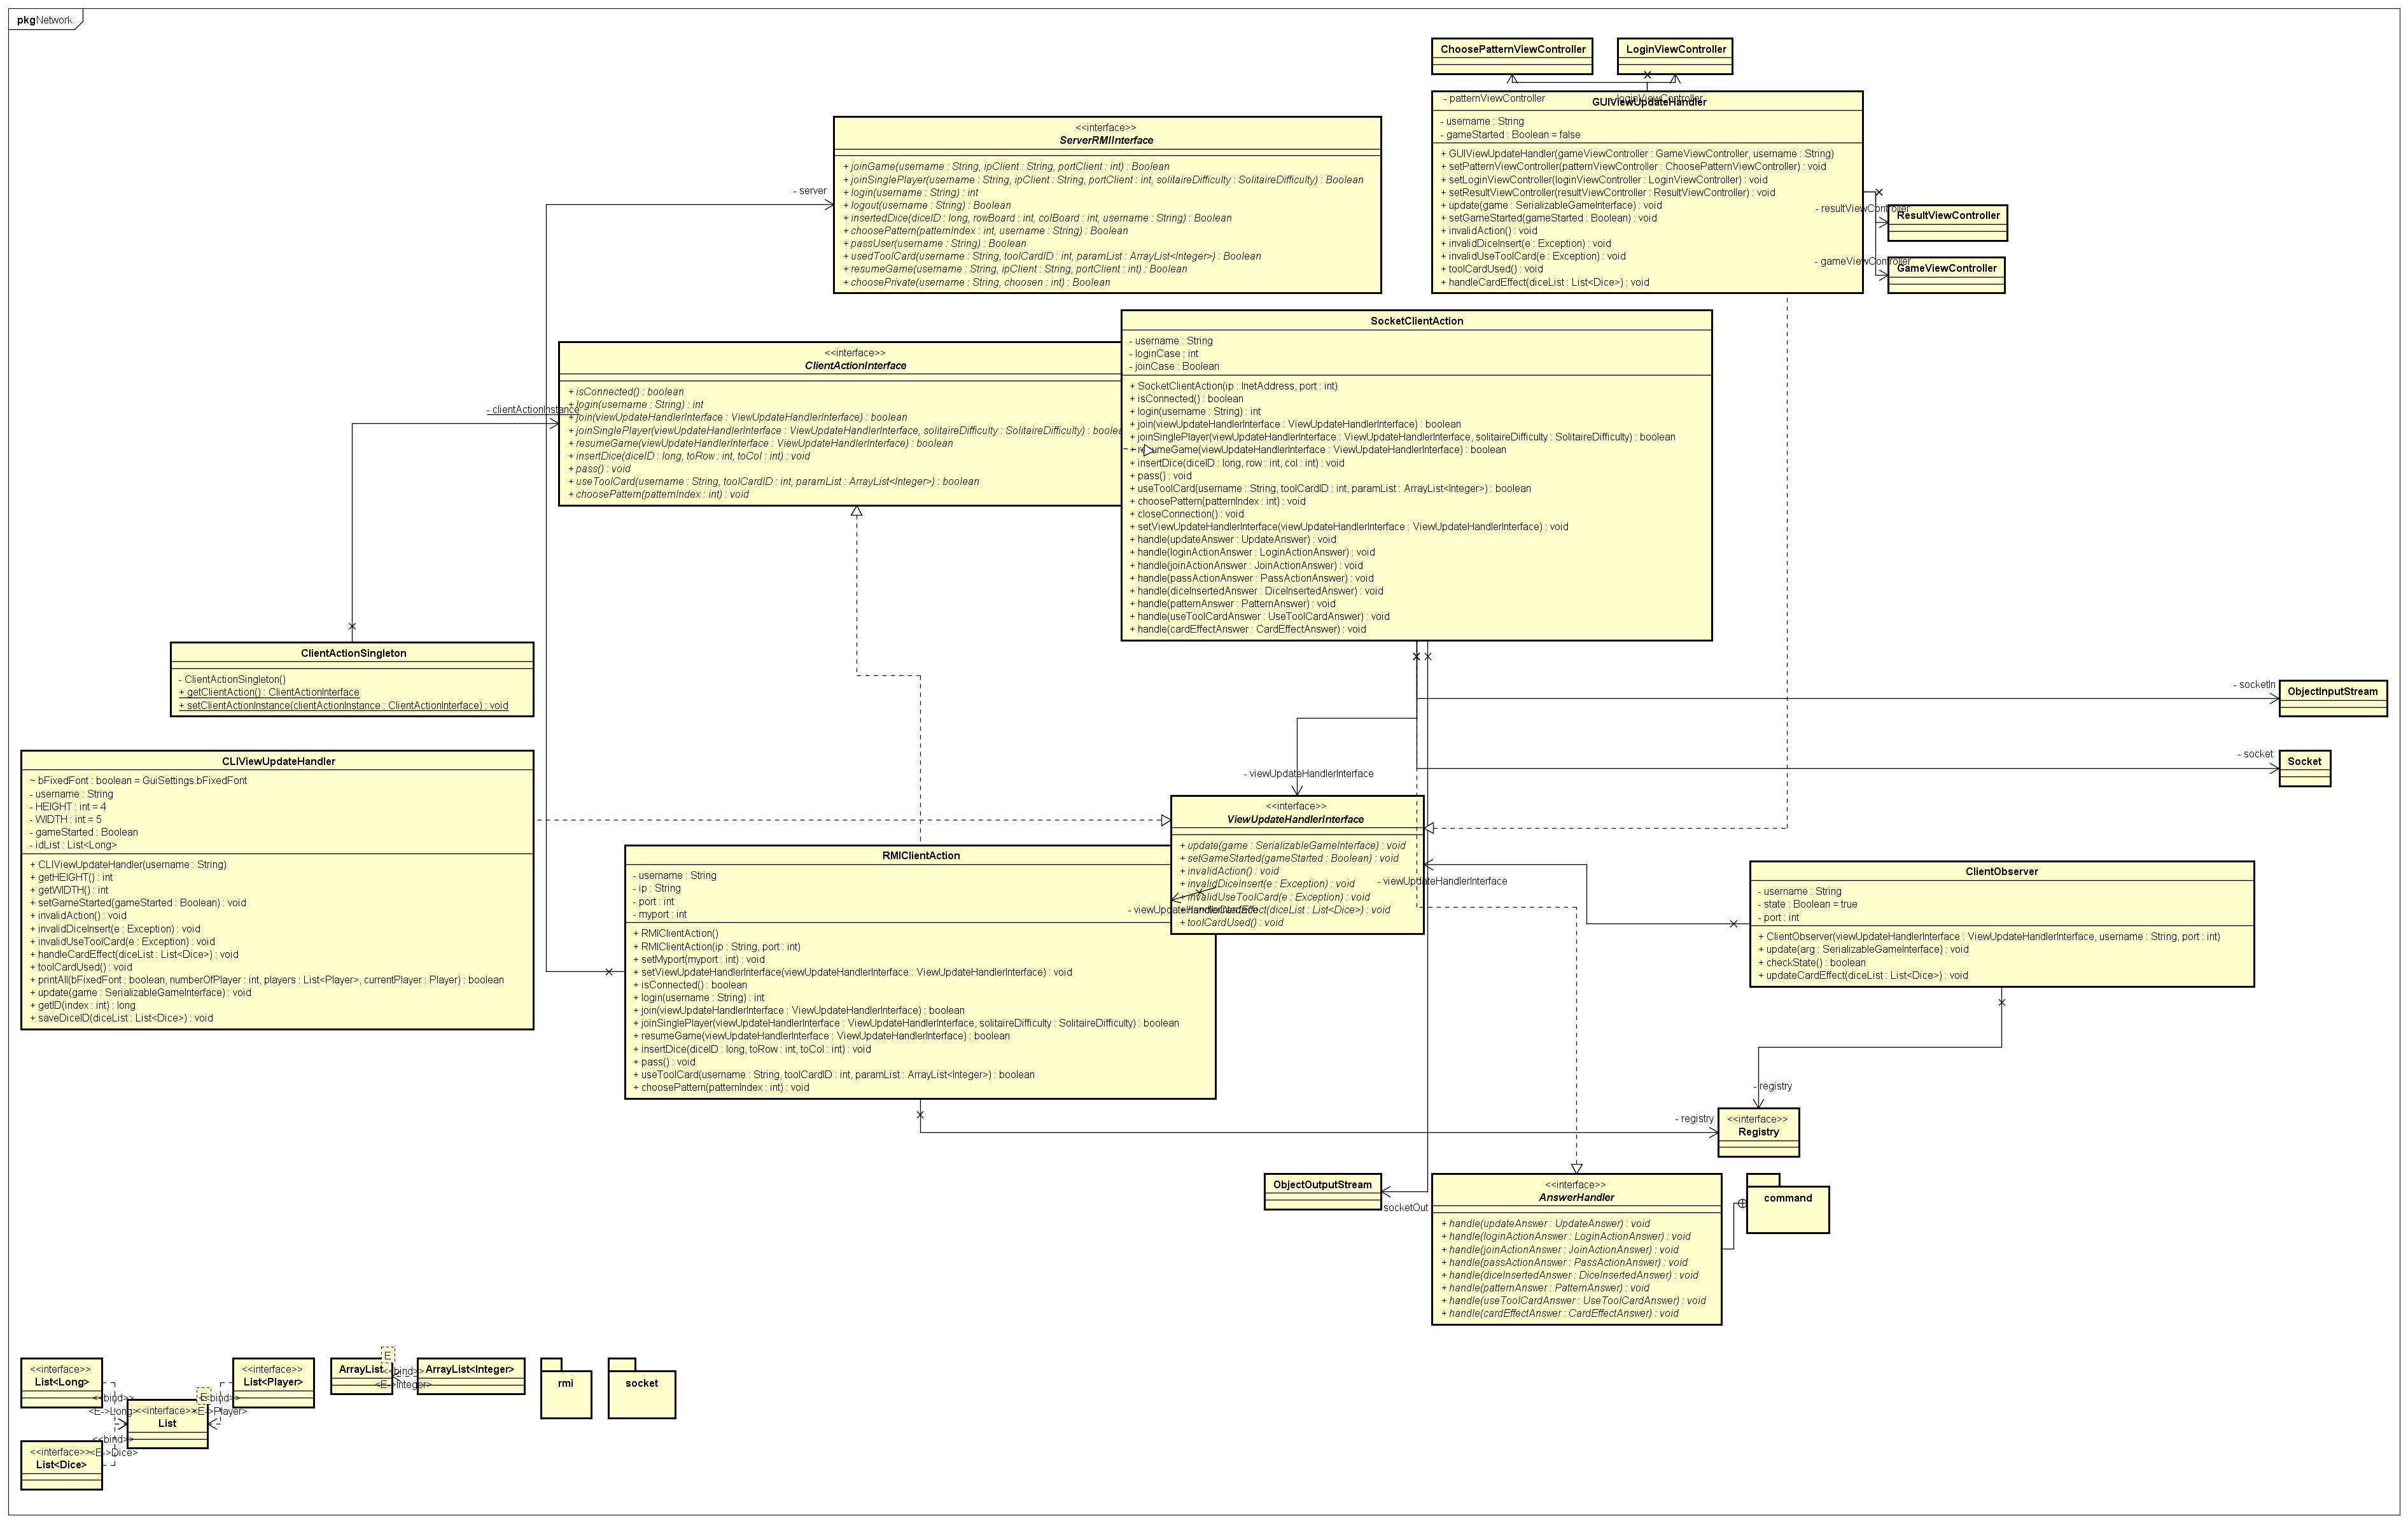 pkg Network
ChoosePatternViewController
LoginViewController
- patternViewController
- loginViewController
GUIViewUpdateHandler
- username : String
- gameStarted : Boolean = false
+ GUIViewUpdateHandler(gameViewController : GameViewController, username : String)
+ setPatternViewController(patternViewController : ChoosePatternViewController) : void
+ setLoginViewController(loginViewController : LoginViewController) : void
+ setResultViewController(resultViewController : ResultViewController) : void
+ update(game : SerializableGameInterface) : void
+ setGameStarted(gameStarted : Boolean) : void
+ invalidAction() : void
+ invalidDiceInsert(e : Exception) : void
+ invalidUseToolCard(e : Exception) : void
+ toolCardUsed() : void
+ handleCardEffect(diceList : List<Dice>) : void
- resultViewController
ResultViewController
- gameViewController
GameViewController
<<interface>>
ServerRMIInterface
+ joinGame(username : String, ipClient : String, portClient : int) : Boolean
+ joinSinglePlayer(username : String, ipClient : String, portClient : int, solitaireDifficulty : SolitaireDifficulty) : Boolean
+ login(username : String) : int
+ logout(username : String) : Boolean
+ insertedDice(diceID : long, rowBoard : int, colBoard : int, username : String) : Boolean
+ choosePattern(patternIndex : int, username : String) : Boolean
+ passUser(username : String) : Boolean
+ usedToolCard(username : String, toolCardID : int, paramList : ArrayList<Integer>) : Boolean
+ resumeGame(username : String, ipClient : String, portClient : int) : Boolean
+ choosePrivate(username : String, choosen : int) : Boolean
- server
<<interface>>
ClientActionInterface
+ isConnected() : boolean
+ login(username : String) : int
+ join(viewUpdateHandlerInterface : ViewUpdateHandlerInterface) : boolean
+ joinSinglePlayer(viewUpdateHandlerInterface : ViewUpdateHandlerInterface, solitaireDifficulty : SolitaireDifficulty) : boolea
+ resumeGame(viewUpdateHandlerInterface : ViewUpdateHandlerInterface) : boolean
+ insertDice(diceID : long, toRow : int, toCol : int) : void
+ pass() : void
+ useToolCard(username : String, toolCardID : int, paramList : ArrayList<Integer>) : boolean
+ choosePattern(patternIndex : int) : void
- clientActionInstance
SocketClientAction
- username : String
- loginCase : int
- joinCase : Boolean
+ SocketClientAction(ip : InetAddress, port : int)
+ isConnected() : boolean
+ login(username : String) : int
+ join(viewUpdateHandlerInterface : ViewUpdateHandlerInterface) : boolean
+ joinSinglePlayer(viewUpdateHandlerInterface : ViewUpdateHandlerInterface, solitaireDifficulty : SolitaireDifficulty) : boolean
+ resumeGame(viewUpdateHandlerInterface : ViewUpdateHandlerInterface) : boolean
+ insertDice(diceID : long, row : int, col : int) : void
+ pass() : void
+ useToolCard(username : String, toolCardID : int, paramList : ArrayList<Integer>) : boolean
+ choosePattern(patternIndex : int) : void
+ closeConnection() : void
+ setViewUpdateHandlerInterface(viewUpdateHandlerInterface : ViewUpdateHandlerInterface) : void
+ handle(updateAnswer : UpdateAnswer) : void
+ handle(loginActionAnswer : LoginActionAnswer) : void
+ handle(joinActionAnswer : JoinActionAnswer) : void
+ handle(passActionAnswer : PassActionAnswer) : void
+ handle(diceInsertedAnswer : DiceInsertedAnswer) : void
+ handle(patternAnswer : PatternAnswer) : void
+ handle(useToolCardAnswer : UseToolCardAnswer) : void
+ handle(cardEffectAnswer : CardEffectAnswer) : void
ClientActionSingleton
- ClientActionSingleton()
+ getClientAction() : ClientActionInterface
+ setClientActionInstance(clientActionInstance : ClientActionInterface) : void
- socketIn
ObjectInputStream
- socket
Socket
CLIViewUpdateHandler
~ bFixedFont : boolean = GuiSettings.bFixedFont
- username : String
- HEIGHT : int = 4
- WIDTH : int = 5
- gameStarted : Boolean
- idList : List<Long>
+ CLIViewUpdateHandler(username : String)
+ getHEIGHT() : int
+ getWIDTH() : int
+ setGameStarted(gameStarted : Boolean) : void
+ invalidAction() : void
+ invalidDiceInsert(e : Exception) : void
+ invalidUseToolCard(e : Exception) : void
+ handleCardEffect(diceList : List<Dice>) : void
+ toolCardUsed() : void
+ printAll(bFixedFont : boolean, numberOfPlayer : int, players : List<Player>, currentPlayer : Player) : boolean
+ update(game : SerializableGameInterface) : void
+ getID(index : int) : long
+ saveDiceID(diceList : List<Dice>) : void
- viewUpdateHandlerInterface
<<interface>>
ViewUpdateHandlerInterface
+ update(game : SerializableGameInterface) : void
+ setGameStarted(gameStarted : Boolean) : void
+ invalidAction() : void
+ invalidDiceInsert(e : Exception) : void
+ invalidUseToolCard(e : Exception) : void
+ handleCardEffect(diceList : List<Dice>) : void
+ toolCardUsed() : void
- viewUpdateHandlerInterface
- viewUpdateHandlerInterface
RMIClientAction
- username : String
- ip : String
- port : int
- myport : int
+ RMIClientAction()
+ RMIClientAction(ip : String, port : int)
+ setMyport(myport : int) : void
+ setViewUpdateHandlerInterface(viewUpdateHandlerInterface : ViewUpdateHandlerInterface) : void
+ isConnected() : boolean
+ login(username : String) : int
+ join(viewUpdateHandlerInterface : ViewUpdateHandlerInterface) : boolean
+ joinSinglePlayer(viewUpdateHandlerInterface : ViewUpdateHandlerInterface, solitaireDifficulty : SolitaireDifficulty) : boolean
+ resumeGame(viewUpdateHandlerInterface : ViewUpdateHandlerInterface) : boolean
+ insertDice(diceID : long, toRow : int, toCol : int) : void
+ pass() : void
+ useToolCard(username : String, toolCardID : int, paramList : ArrayList<Integer>) : boolean
+ choosePattern(patternIndex : int) : void
ClientObserver
- username : String
- state : Boolean = true
- port : int
+ ClientObserver(viewUpdateHandlerInterface : ViewUpdateHandlerInterface, username : String, port : int)
+ update(arg : SerializableGameInterface) : void
+ checkState() : boolean
+ updateCardEffect(diceList : List<Dice>) : void
- registry
- registry
<<interface>>
Registry
ObjectOutputStream
socketOut
<<interface>>
AnswerHandler
+ handle(updateAnswer : UpdateAnswer) : void
+ handle(loginActionAnswer : LoginActionAnswer) : void
+ handle(joinActionAnswer : JoinActionAnswer) : void
+ handle(passActionAnswer : PassActionAnswer) : void
+ handle(diceInsertedAnswer : DiceInsertedAnswer) : void
+ handle(patternAnswer : PatternAnswer) : void
+ handle(useToolCardAnswer : UseToolCardAnswer) : void
+ handle(cardEffectAnswer : CardEffectAnswer) : void
command
<<interface>>
List<Long>
<<bind>>
<E->Long>
<<interface>>
List<Player>
<<bind>>
<E->Player>
E
<<interface>>
List
<<bind>>
<E->Dice>
<<interface>>
List<Dice>
ArrayList
E
<<bind>>
<E->Integer>
ArrayList<Integer>
rmi
socket